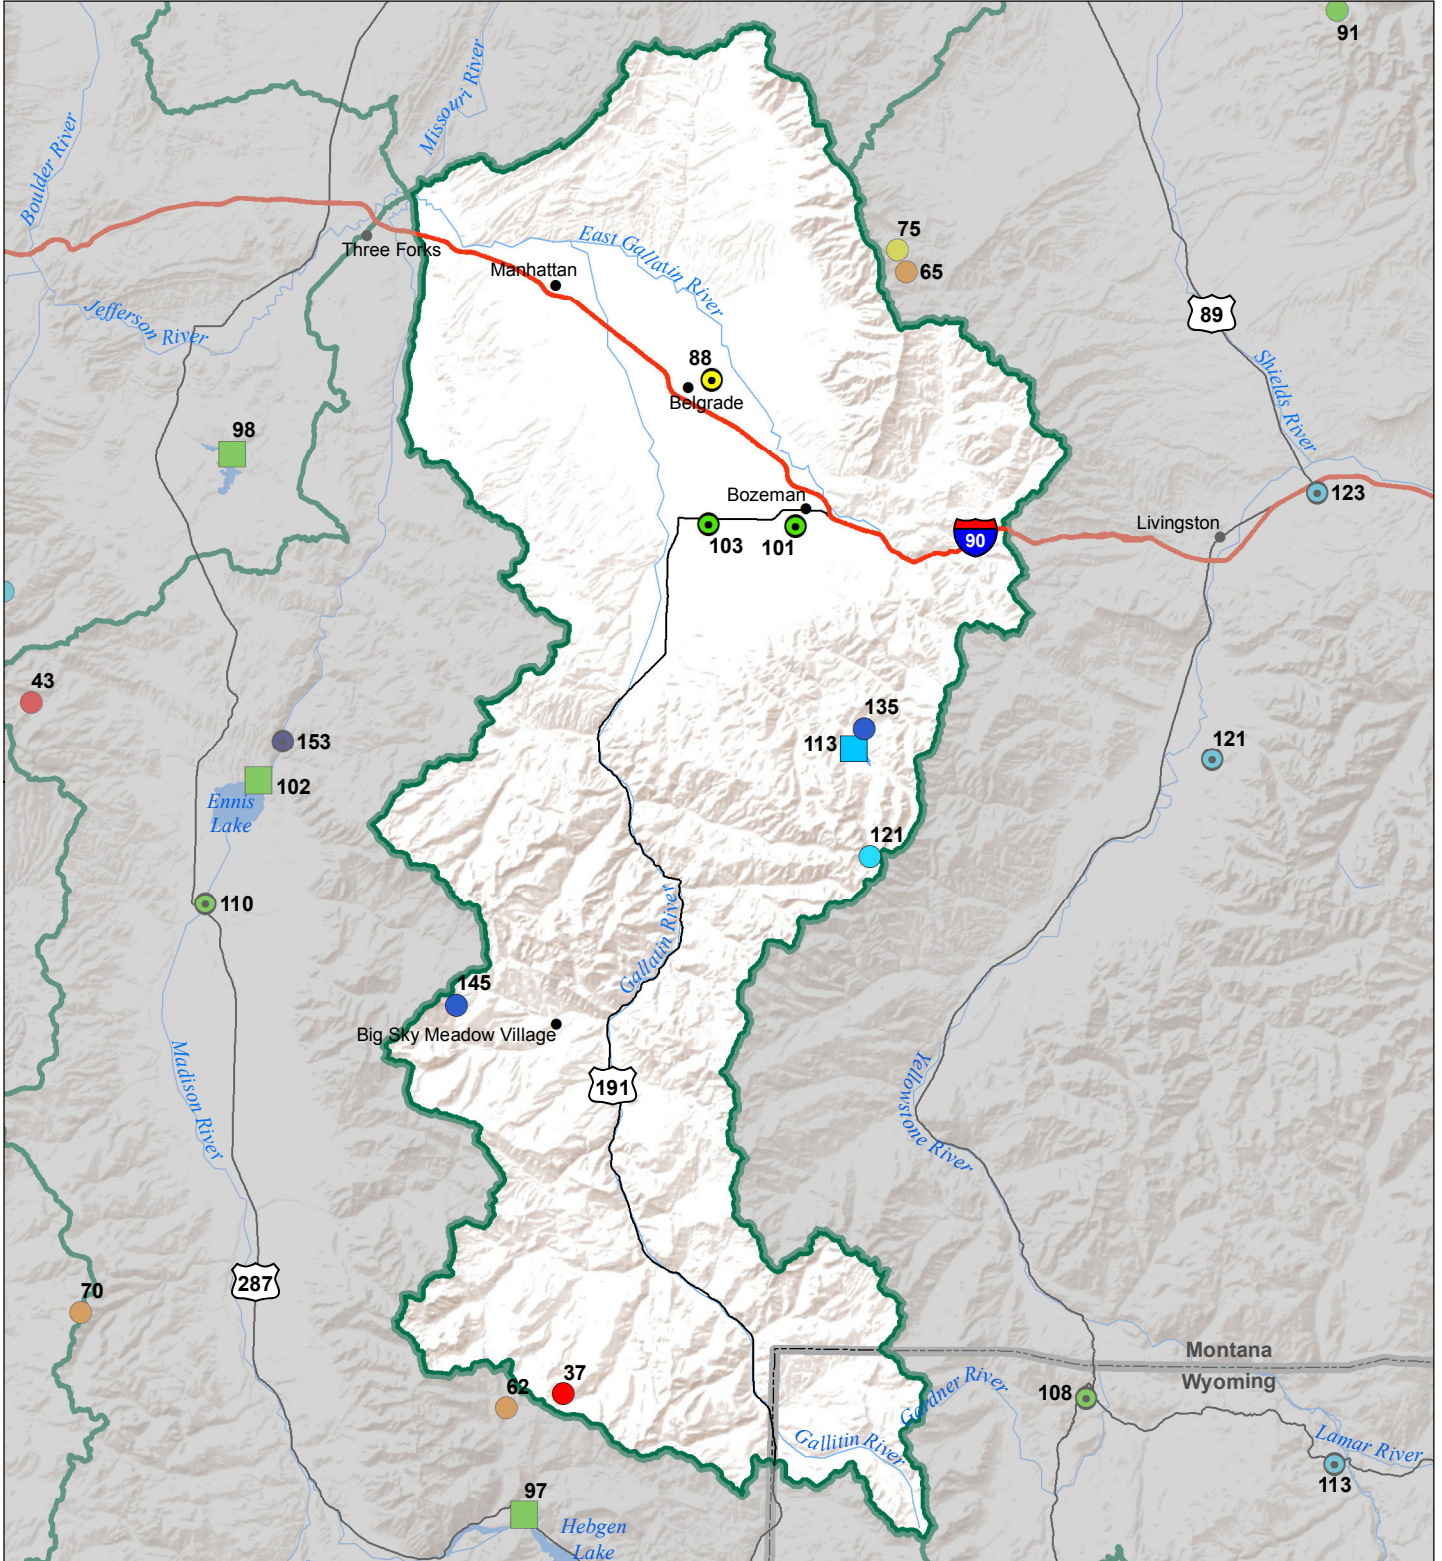 91
Missouri River
Boulder River
75
65
East Gallatin River
Three Forks
Manhattan
Jefferson River
89
Shields River
88
Belgrade
98
123
Bozeman
Livingston
103
101
90
43
135
113
153
121
102
Ennis
Lake
121
110
Gallatin River
145
Big Sky Meadow Village
Madison River
191
Yellowstone River
287
70
Montana
Wyoming
37
62
108
Gardner River
Gallitin River
Lamar River
113
97
Hebgen
Lake